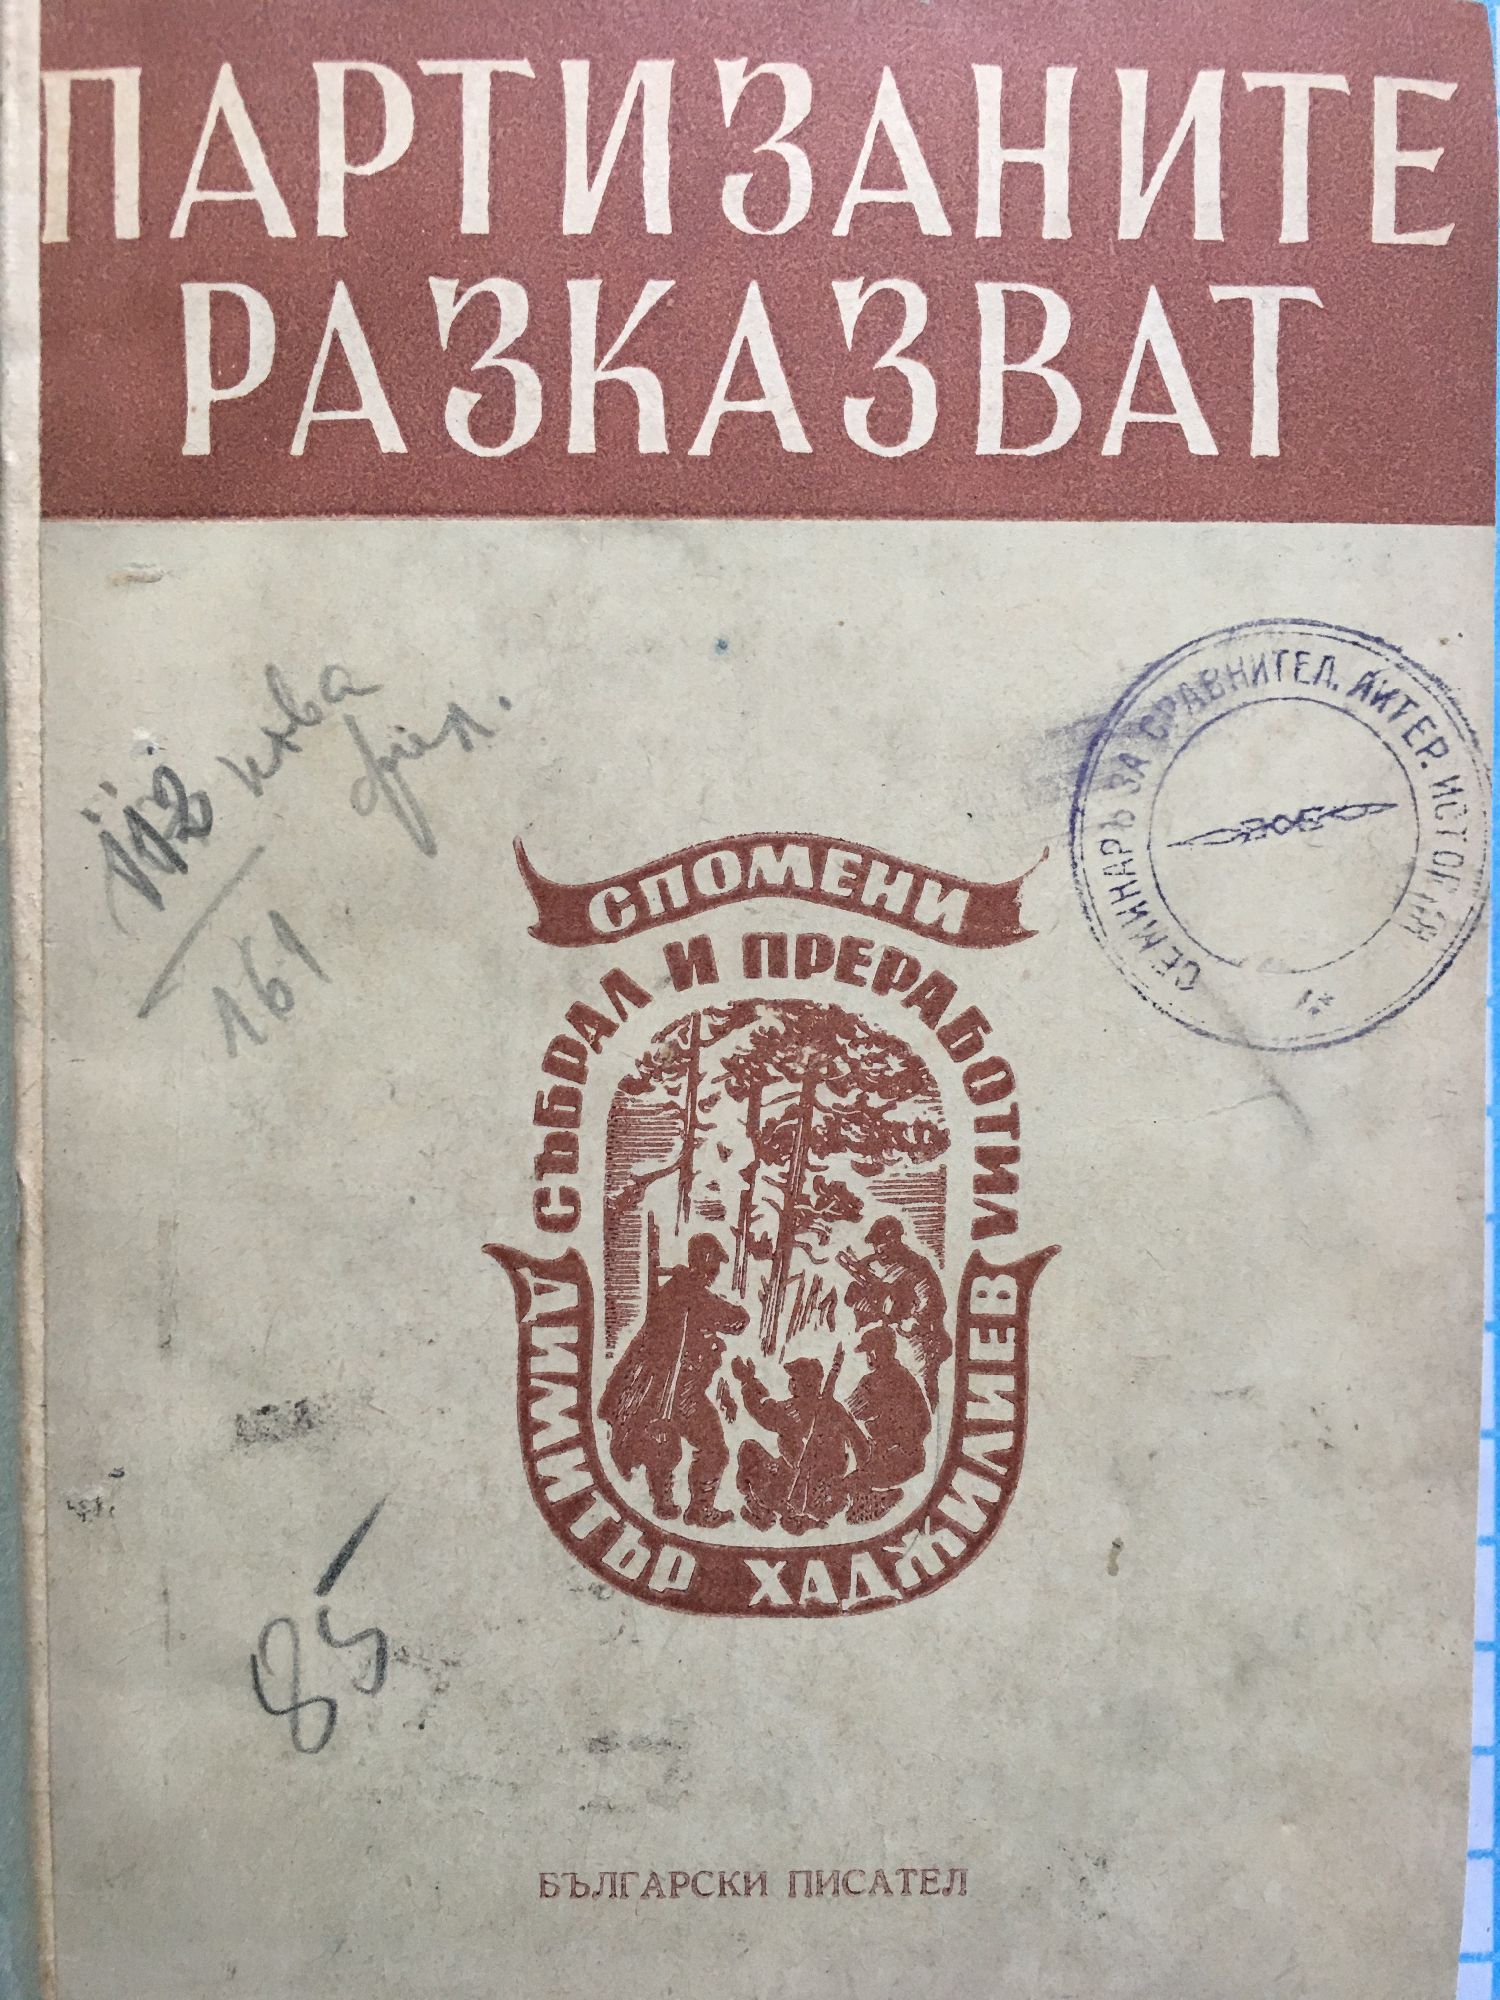 ПАРТИЗАНИТЕ
РАЗКАЗВАТ
СЕМИНАРЪ ЗА СРАВНИТЕЛ. ЛИТЕР. ИСТОРИЯ
161
СПОМЕНИ
СЪБРАЛ И ПРЕРАБОТИЛ
ДИМИТЪР ХАДЖИЛИЕВ
85
БЪЛГАРСКИ ПИСАТЕЛ